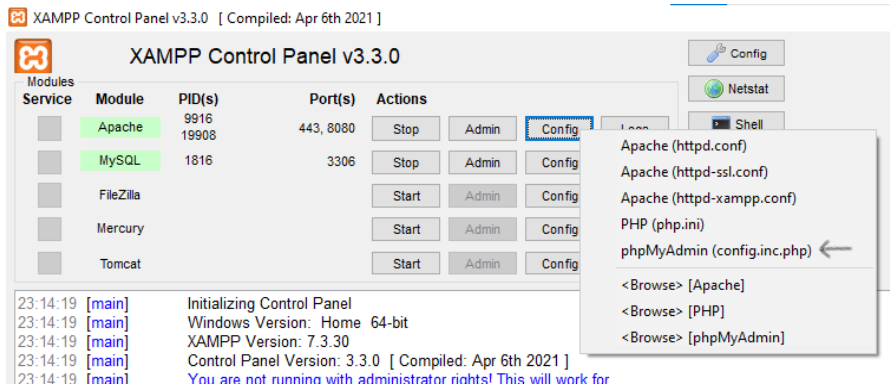 XAMPP Control Panel v3.3.0 [ Compiled: Apr 6th 2021 ]
XAMPP Control Panel v3.3.0
Config
Modules
Netstat
Service Module PID(s) Port(s) Actions
Shell
Apache 9916 19908 443, 8080 Stop Admin Config Logs
MySQL 1816 3306 Stop Admin Config
FileZilla Start Admin Config
Mercury Start Admin Config
Tomcat Start Admin Config
Apache (httpd.conf)
Apache (httpd-ssl.conf)
Apache (httpd-xampp.conf)
PHP (php.ini)
phpMyAdmin (config.inc.php)
<Browse> [Apache]
<Browse> [PHP]
<Browse> [phpMyAdmin]
23:14:19 [main] Initializing Control Panel
23:14:19 [main] Windows Version: Home 64-bit
23:14:19 [main] XAMPP Version: 7.3.30
23:14:19 [main] Control Panel Version: 3.3.0 [ Compiled: Apr 6th 2021 ]
23:14:19 [main] You are not running with administrator rights! This will work for